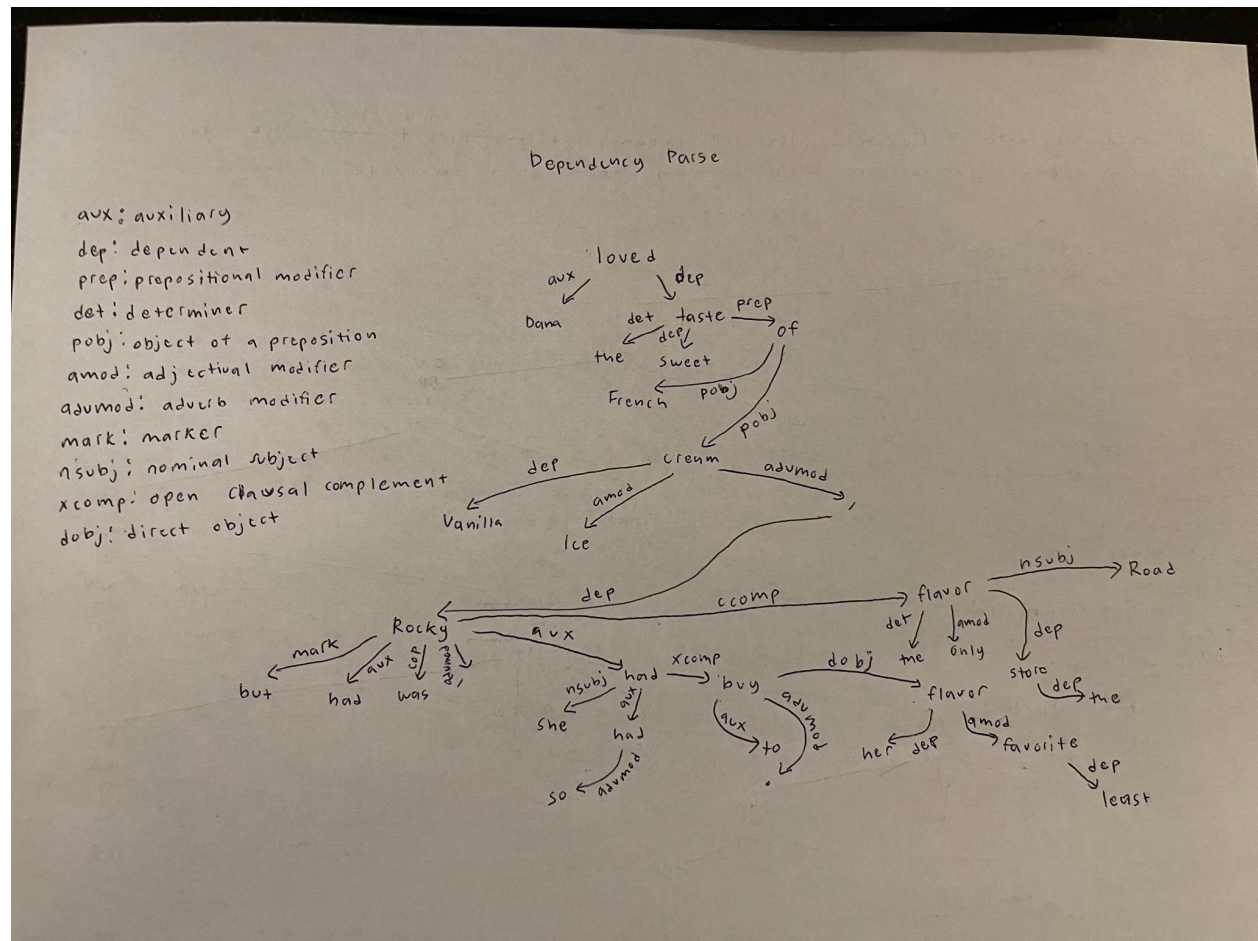 Dependency Parse
aux: auxiliary
dep: dependent
prep: prepositional modifier
det: determiner
pobj: object of a preposition
amod: adjectival modifier
advmod: adverb modifier
mark: marker
nsubj: nominal subject
xcomp: open clausal complement
dobj: direct object
loved
aux dep
Dana
det taste prep
dep of
the sweet
French pobj
pobj
cream
dep amod advmod
Vanilla
Ice
,
dep ccomp flavor nsubj Road
Rocky aux det amod dep
mark aux cop advmod the only store dep the
but had was ,
nsubj had xcomp buy dobj flavor
she aux aux advmod her dep amod favorite
had to dep
so advmod . least